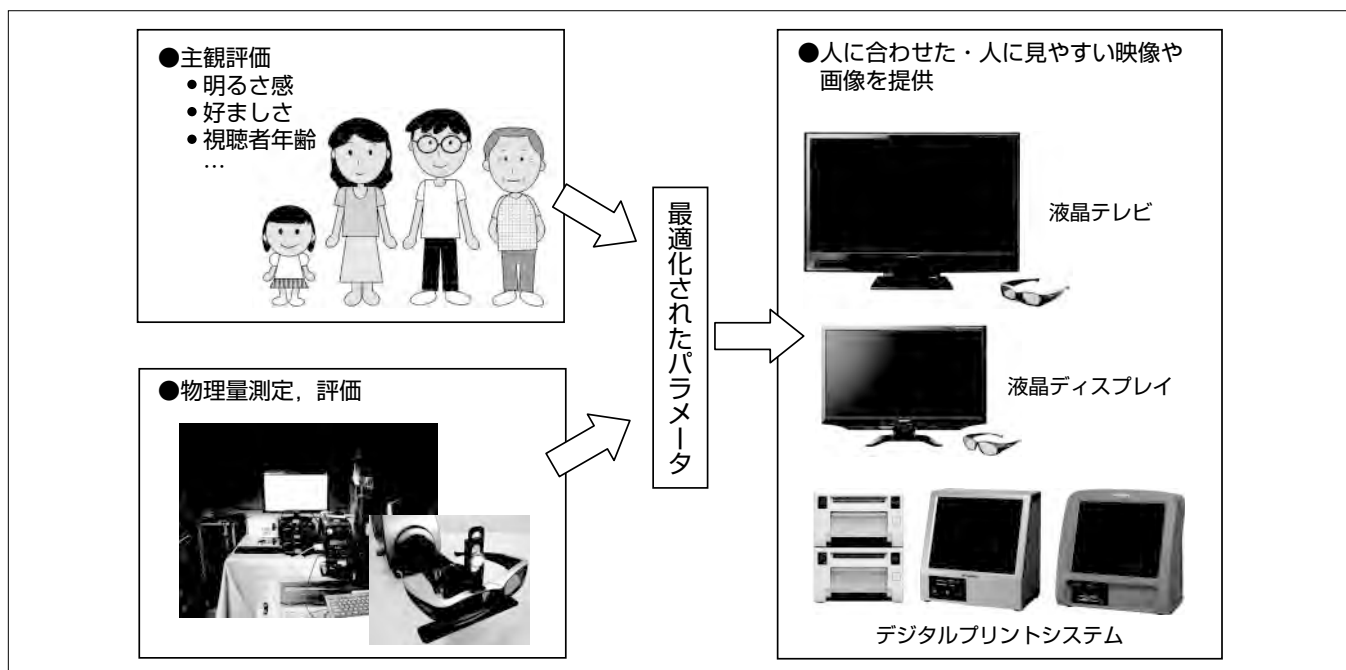 ●主観評価
•明るさ感
•好ましさ
•視聴者年齢
…
●物理量測定，評価
最適化されたパラメータ
●人に合わせた・人に見やすい映像や
画像を提供
液晶テレビ
液晶ディスプレイ
デジタルプリントシステム